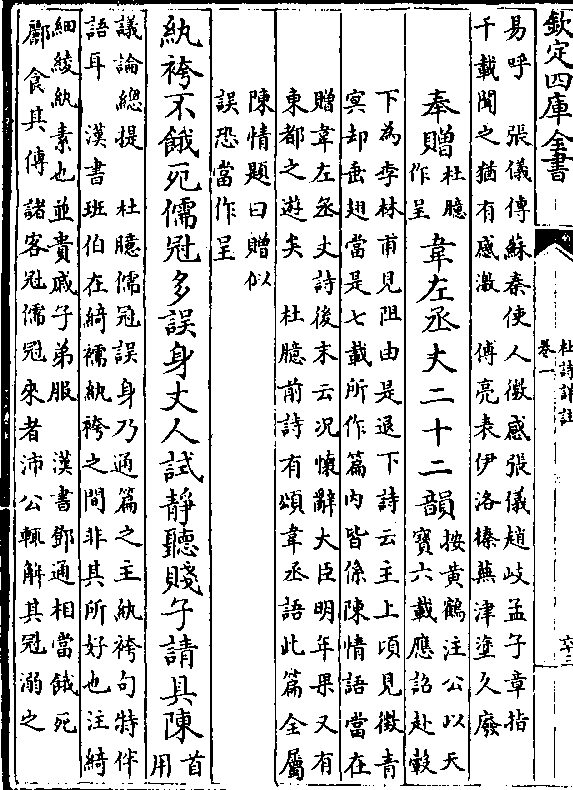 欽定四庫全書
杜詩詳註
卷一
六十三
易呼　張儀傳蘇秦使人微感張儀趙岐孟子章指
千載聞之猶有感激　傅亮表伊洛榛蕪津塗久廢
奉贈杜臆作呈韋左丞丈二十二韻按黄鶴注公以天
寶六載應詔赴轂
下為李林甫見阻由是退下詩云主上頃見徵青
冥却垂翅當是七載所作篇内皆係陳情語當在
贈韋左丞丈詩後末云况懷辭大臣明年果又有
東都之遊矣　杜臆前詩有頌韋丞語此篇全屬
陳情題曰贈似
誤恐當作呈
紈袴不餓死儒冠多誤身丈人試静聽賤子請具陳首
用
議論總提　杜臆儒冠誤身乃通篇之主紈袴句特伴
語耳　漢書班伯在綺襦紈袴之間非其所好也注綺
細綾紈素也並貴戚子弟服　漢書鄧通相當餓死
酈食其傳諸客冠儒冠來者沛公輒解其冠溺之